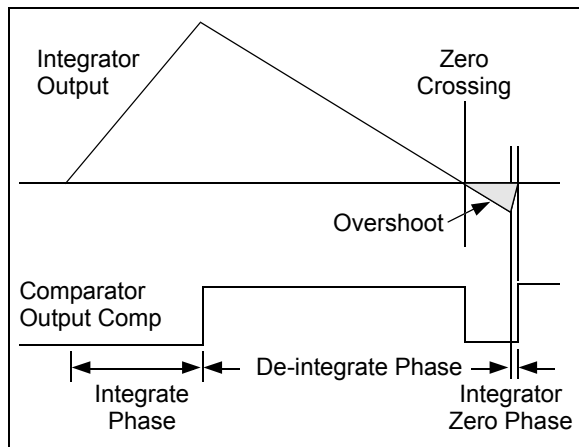 Integrator
Output
Zero
Crossing
Overshoot
Comparator
Output Comp
De-integrate Phase
Integrate
Phase
Integrator
Zero Phase